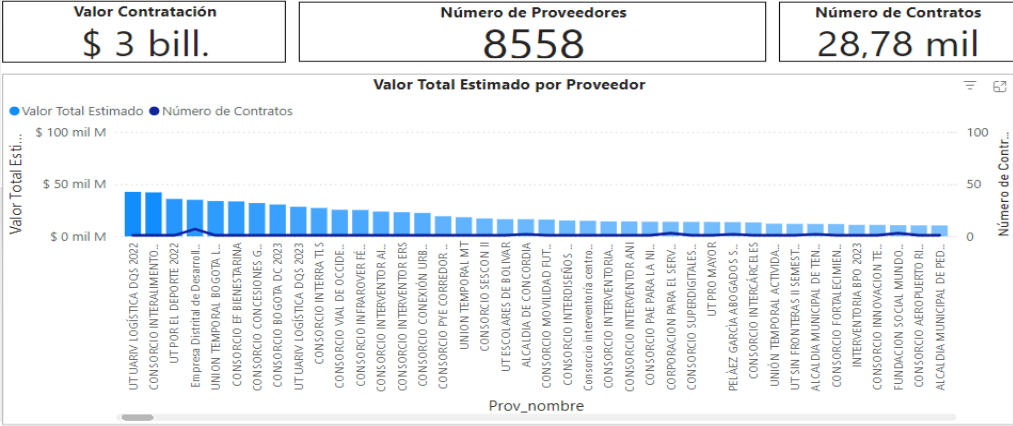 Valor Contratación
$ 3 bill.
Número de Proveedores
8558
Número de Contratos
28,78 mil
Valor Total Estimado por Proveedor
Valor Total Estimado Número de Contratos
Valor Total Esti...
$ 100 mil M
$ 50 mil M
$ 0 mil M
100
50
0
Número de Contr...
UT UARIV LOGÍSTICA DQS 2022
CONSORCIO INTERALIMENTO...
UT POR EL DEPORTE 2022
Empresa Distrital de Desarroll...
UNION TEMPORAL BOGOTA L...
CONSORCIO EF BIENESTARINA
CONSORCIO CONCESIONES G...
CONSORCIO BOGOTA DC 2023
UT UARIV LOGÍSTICA DQS 2023
CONSORCIO INTERRA TLS
CONSORCIO VIAL DE OCCIDE...
CONSORCIO INFRAROVER FÉ...
CONSORCIO INTERVENTOR AL...
CONSORCIO INTERVENTOR ERS
CONSORCIO CONEXIÓN URB...
CONSORCIO PYE CORREDOR ...
UNION TEMPORAL MT
CONSORCIO SESCON II
UT ESCOLARES DE BOLIVAR
ALCALDIA DE CONCORDIA
CONSORCIO MOVILIDAD FUT...
CONSORCIO INTERDISEÑOS ...
Consorcio interventoría centro...
CONSORCIO INTERVENTORIA...
CONSORCIO INTERVENTOR ANI
CONSORCIO PAE PARA LA NI...
CORPORACION PARA EL SERV...
CONSORCIO SUPERDIGITALES
UT PRO MAYOR
PELÁEZ GARCÍA ABOGADOS S...
CONSORCIO INTERCÁRCELES
UNIÓN TEMPORAL ACTIVIDA...
UT SIN FRONTERAS II SEMEST...
ALCALDIA MUNICIPAL DE TEN...
CONSORCIO FORTALECIMIEN...
INTERVENTORIA BPO 2023
CONSORCIO INNOVACION TE...
FUNDACION SOCIAL MUNDO...
CONSORCIO AEROPUERTO RI...
ALCALDIA MUNICIPAL DE PED...
Prov_nombre